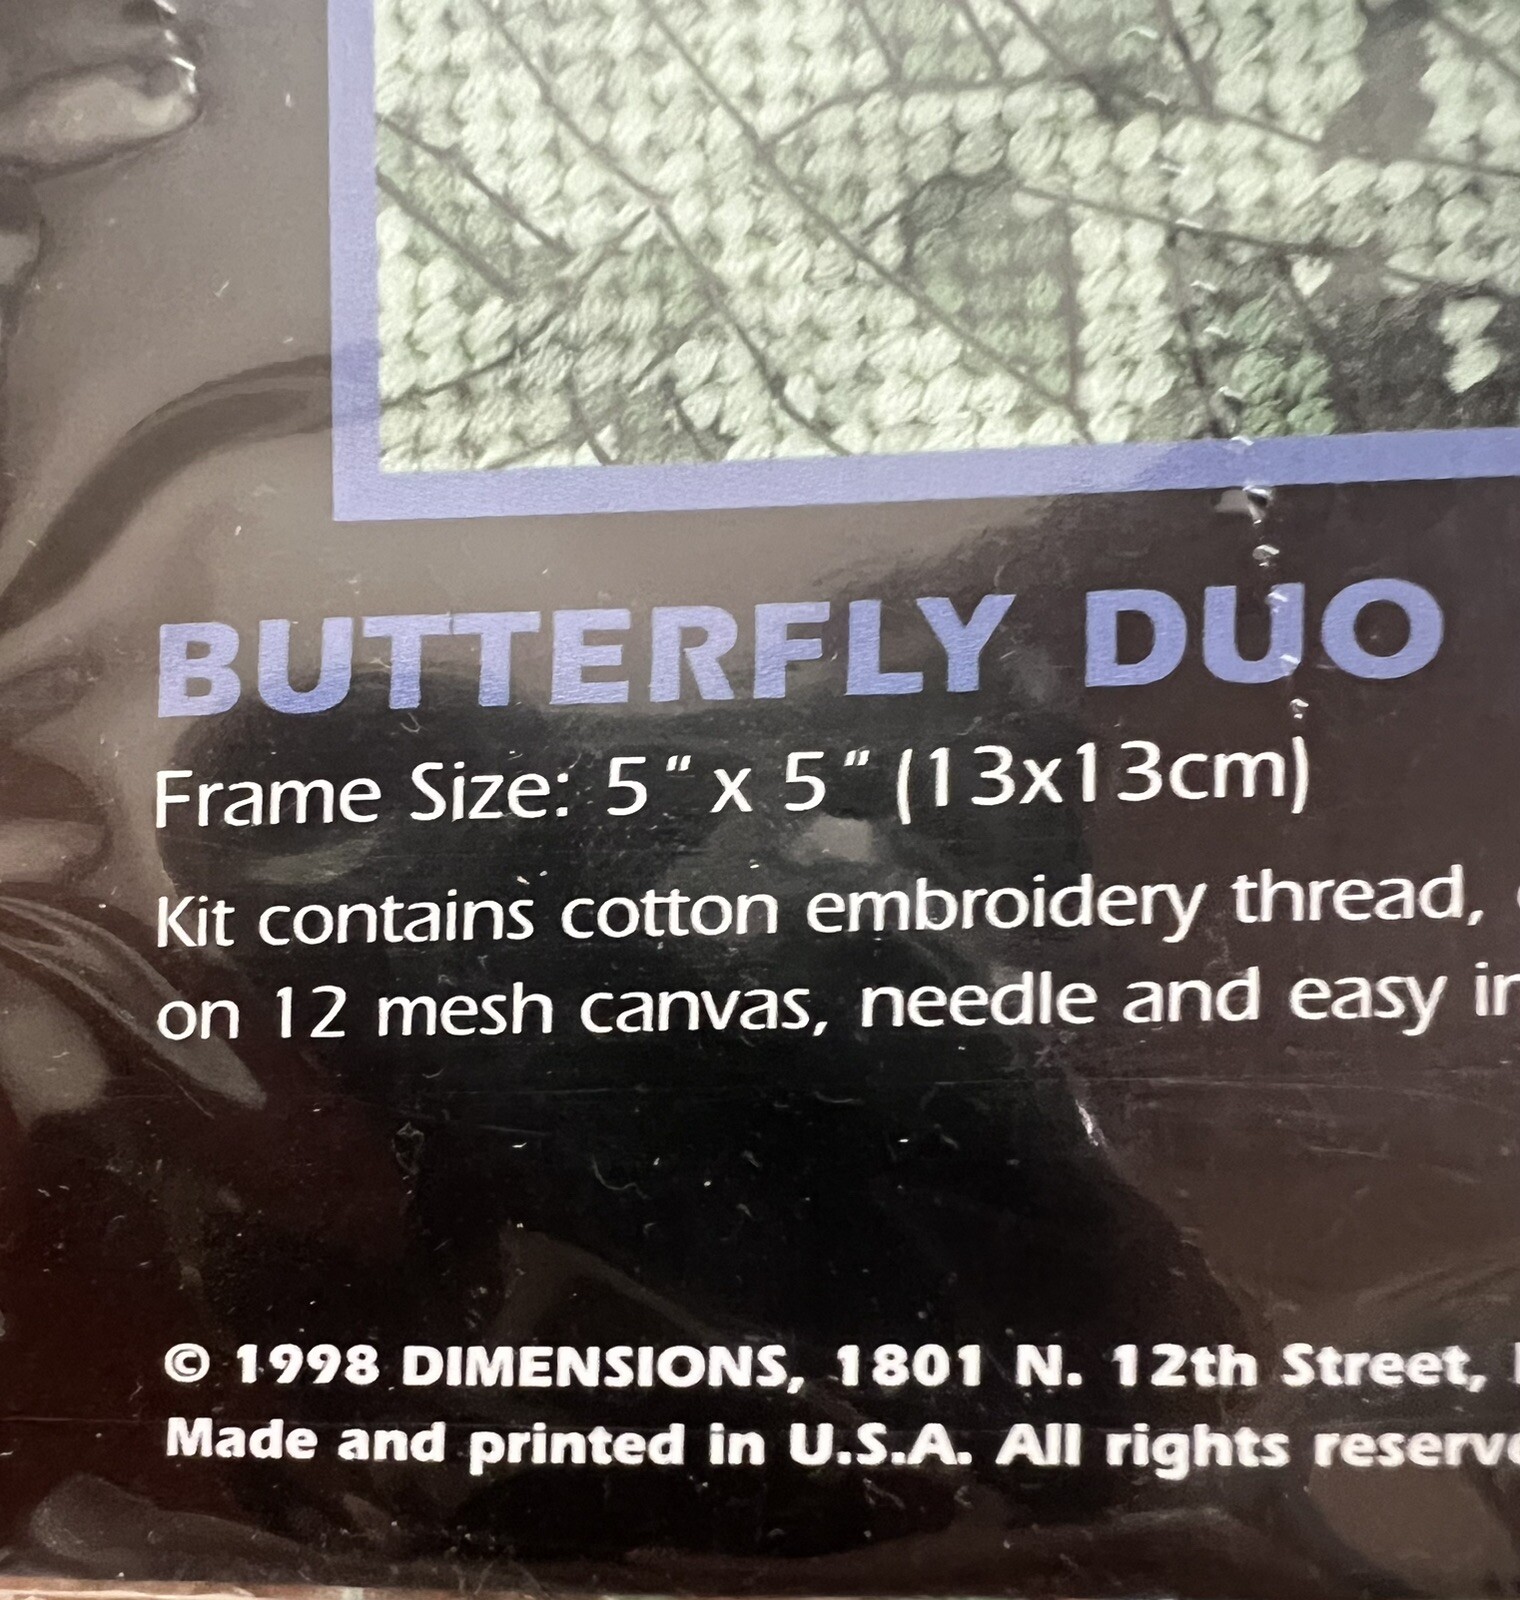 BUTTERFLY DUO
Frame Size: 5" x 5" (13x13cm)
Kit contains cotton embroidery thread,
on 12 mesh canvas, needle and easy
© 1998 DIMENSIONS, 1801 N. 12th Street,
Made and printed in U.S.A. All rights